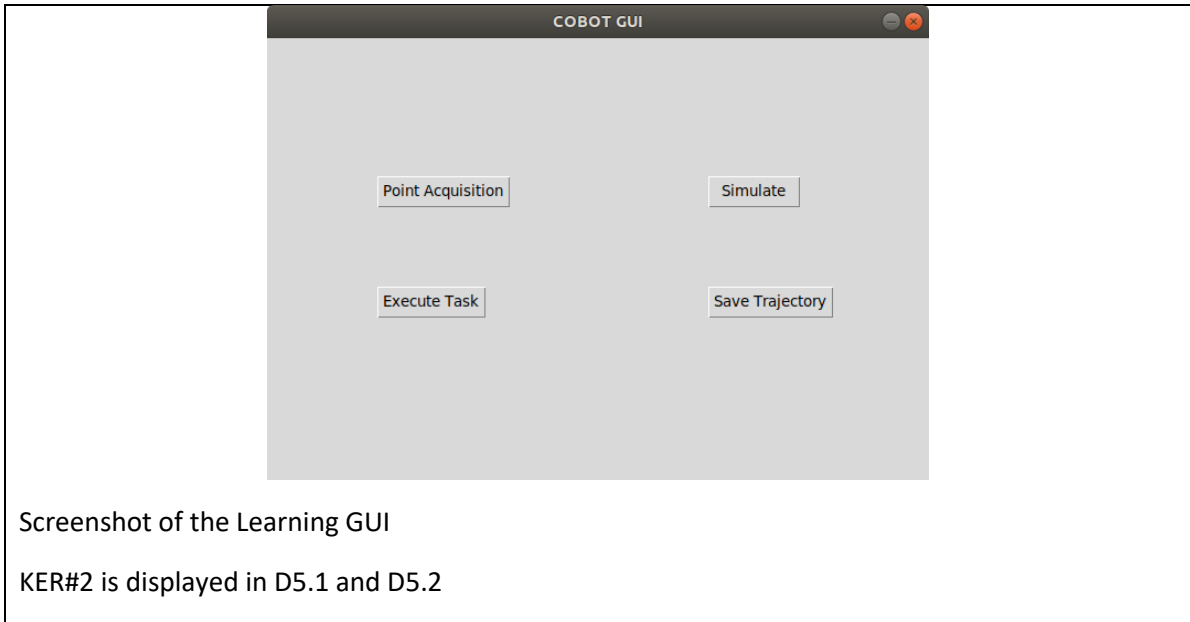 COBOT GUI
Point Acquisition
Simulate
Execute Task
Save Trajectory
Screenshot of the Learning GUI
KER#2 is displayed in D5.1 and D5.2